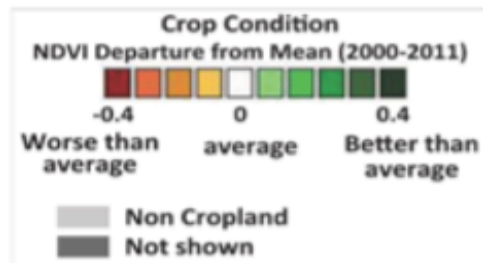 Crop Condition
NDVI Departure from Mean (2000-2011)
-0.4 0 0.4
Worse than average average Better than average
Non Cropland
Not shown